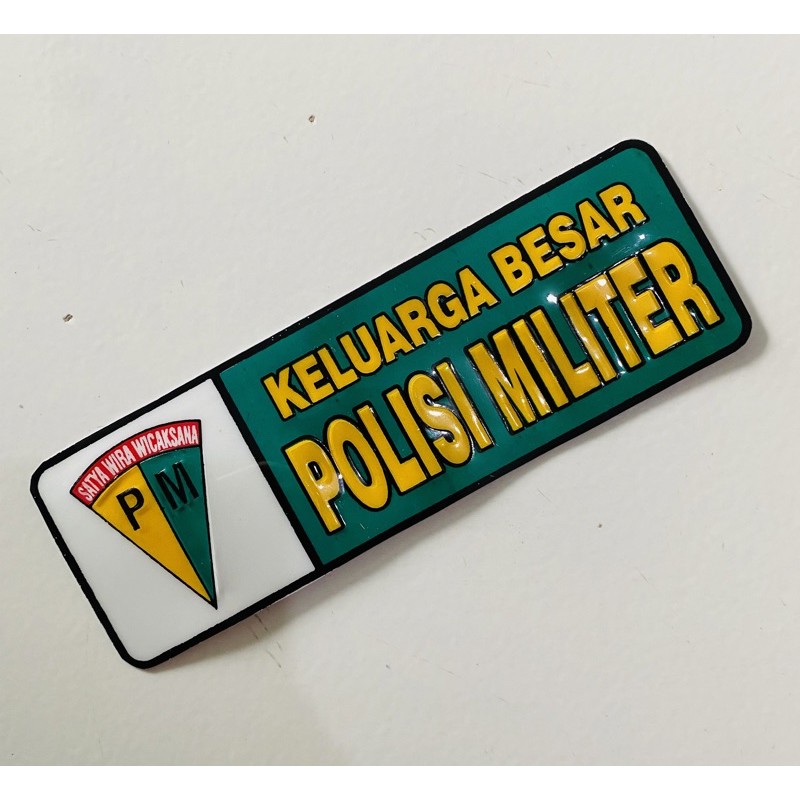 SATYA WIRA WICAKSANA
P M
KELUARGA BESAR
POLISI MILITER